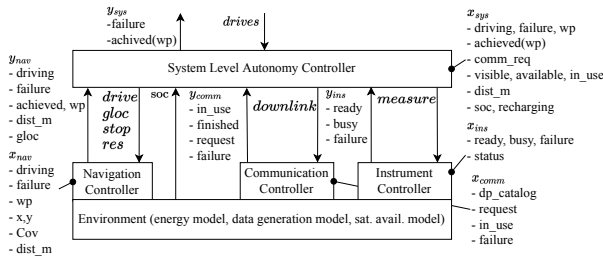 y_sys
-failure
-achived(wp)
drives
x_sys
- driving, failure, wp
- achieved(wp)
- comm_req
- visible, available, in_use
- dist_m
- soc, recharging
System Level Autonomy Controller
y_nav
- driving
- failure
- achieved, wp
- dist_m
- gloc
drive
gloc
stop
res
soc
y_comm
- in_use
- finished
- request
- failure
downlink
y_ins
- ready
- busy
- failure
measure
x_ins
- ready, busy, failure
- status
x_nav
- driving
- failure
- wp
- x,y
- Cov
- dist_m
Navigation
Controller
Communication
Controller
Instrument
Controller
x_comm
- dp_catalog
- request
- in_use
- failure
Environment (energy model, data generation model, sat. avail. model)